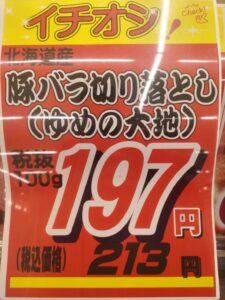 イチオシ!
Check!
北海道産
豚バラ切り落とし
(ゆめの大地)
税抜
100g
197円
(税込価格) 213円